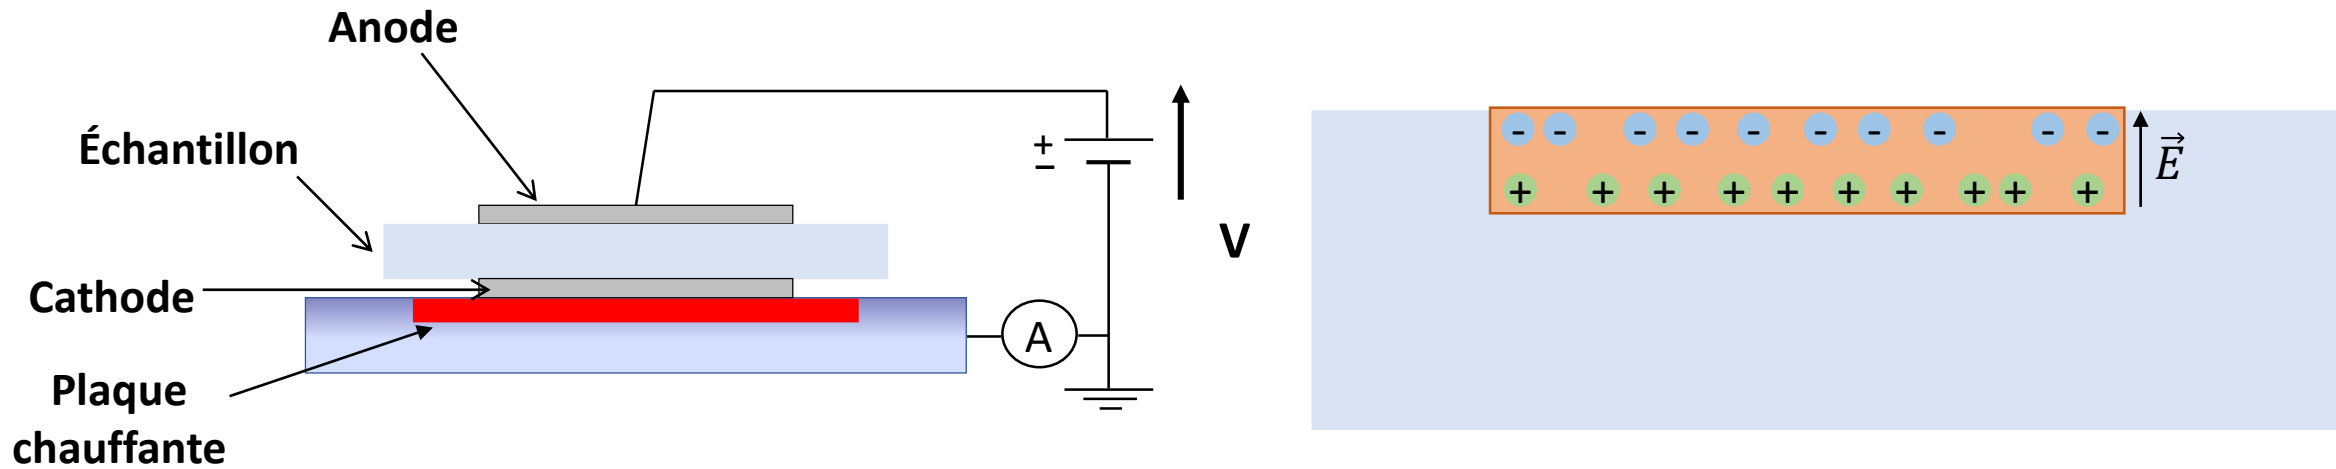 Anode
Échantillon
Cathode
Plaque
chauffante
+
–
A
V
- - - - - - - - - -
+ + + + + + + + + +
E⃗